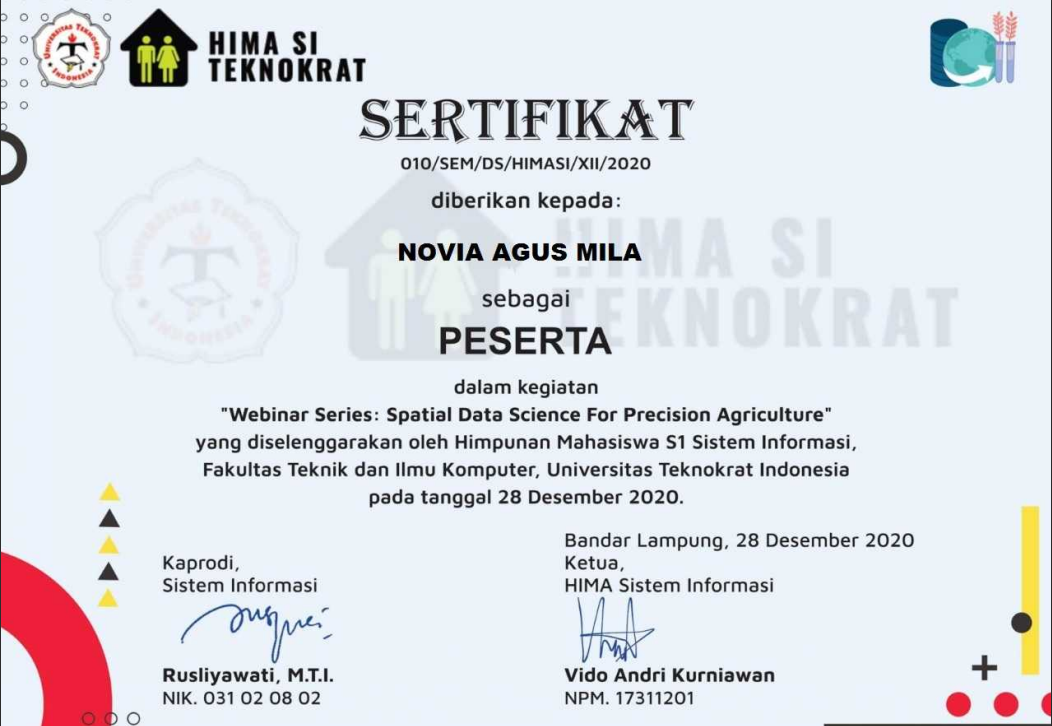 HIMA SI
TEKNOKRAT
UNIVERSITAS TEKNOKRAT
INDONESIA
SERTIFIKAT
010/SEM/DS/HIMASI/XII/2020
diberikan kepada:
NOVIA AGUS MILA
sebagai
PESERTA
dalam kegiatan
"Webinar Series: Spatial Data Science For Precision Agriculture"
yang diselenggarakan oleh Himpunan Mahasiswa S1 Sistem Informasi,
Fakultas Teknik dan Ilmu Komputer, Universitas Teknokrat Indonesia
pada tanggal 28 Desember 2020.
Bandar Lampung, 28 Desember 2020
Kaprodi,
Sistem Informasi
Rusliyawati, M.T.I.
NIK. 031 02 08 02
Ketua,
HIMA Sistem Informasi
Vido Andri Kurniawan
NPM. 17311201